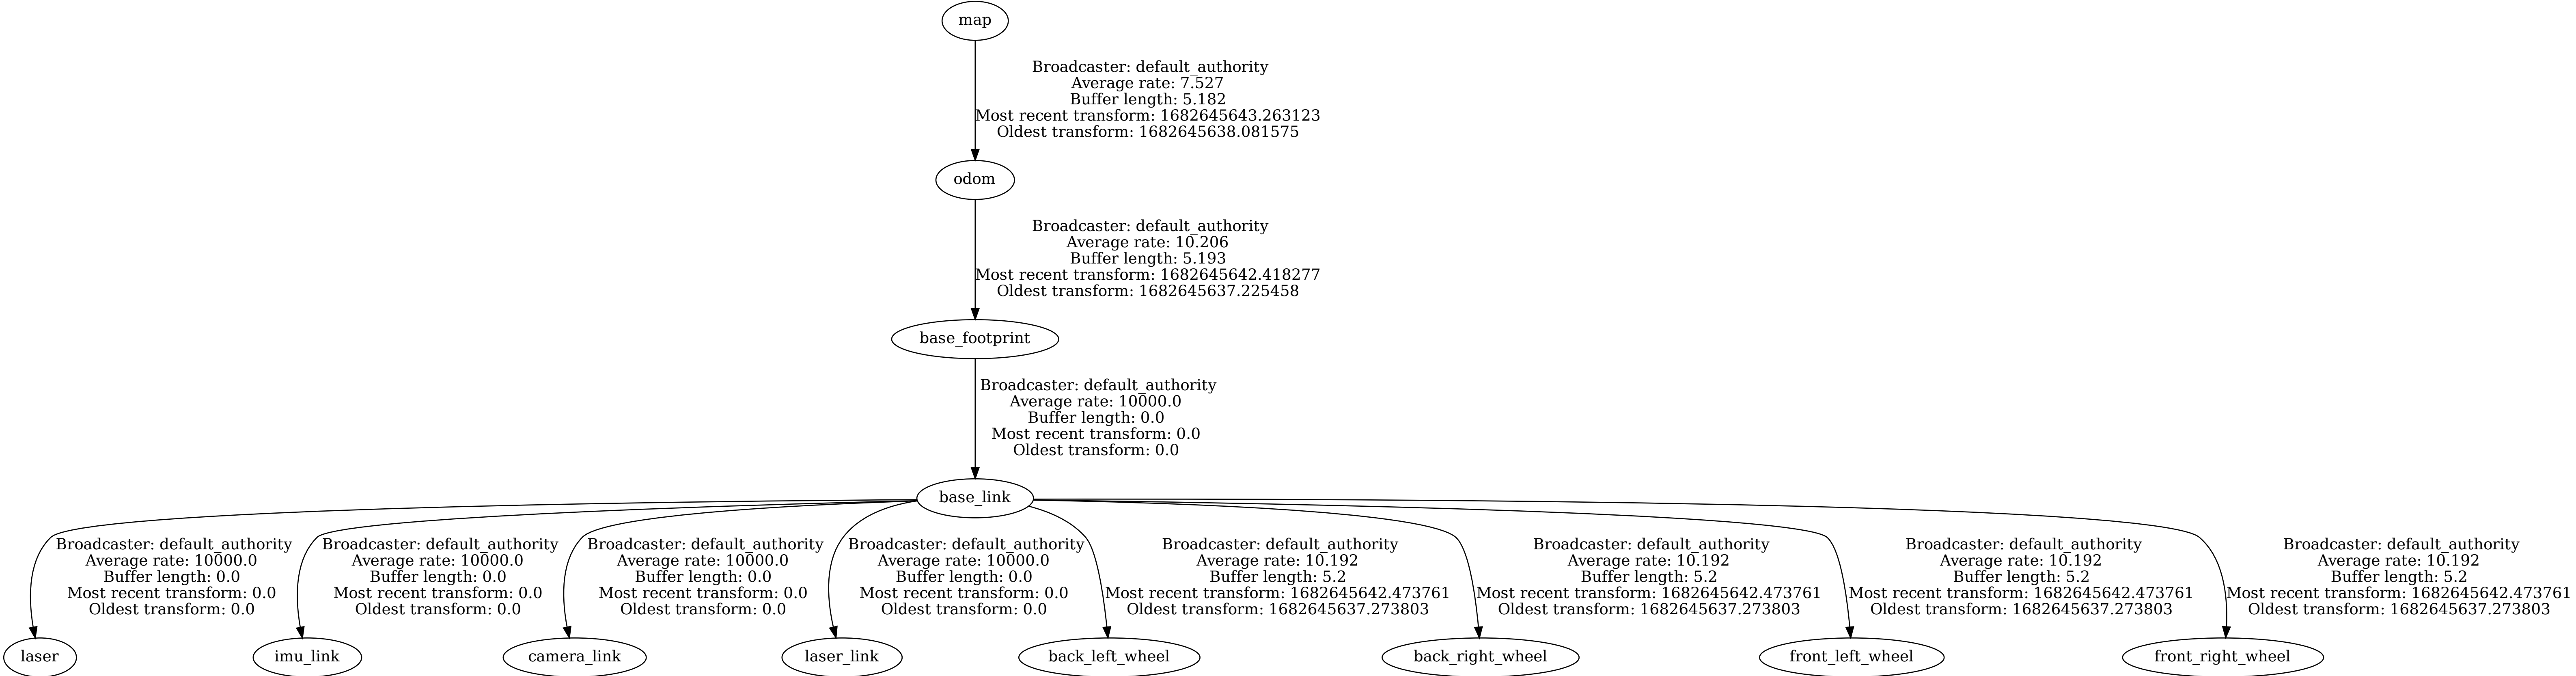 map
Broadcaster: default_authority
Average rate: 7.527
Buffer length: 5.182
Most recent transform: 1682645643.263123
Oldest transform: 1682645638.081575
odom
Broadcaster: default_authority
Average rate: 10.206
Buffer length: 5.193
Most recent transform: 1682645642.418277
Oldest transform: 1682645637.225458
base_footprint
Broadcaster: default_authority
Average rate: 10000.0
Buffer length: 0.0
Most recent transform: 0.0
Oldest transform: 0.0
base_link
Broadcaster: default_authority
Average rate: 10000.0
Buffer length: 0.0
Most recent transform: 0.0
Oldest transform: 0.0
Broadcaster: default_authority
Average rate: 10000.0
Buffer length: 0.0
Most recent transform: 0.0
Oldest transform: 0.0
Broadcaster: default_authority
Average rate: 10000.0
Buffer length: 0.0
Most recent transform: 0.0
Oldest transform: 0.0
Broadcaster: default_authority
Average rate: 10000.0
Buffer length: 0.0
Most recent transform: 0.0
Oldest transform: 0.0
Broadcaster: default_authority
Average rate: 10.192
Buffer length: 5.2
Most recent transform: 1682645642.473761
Oldest transform: 1682645637.273803
Broadcaster: default_authority
Average rate: 10.192
Buffer length: 5.2
Most recent transform: 1682645642.473761
Oldest transform: 1682645637.273803
Broadcaster: default_authority
Average rate: 10.192
Buffer length: 5.2
Most recent transform: 1682645642.473761
Oldest transform: 1682645637.273803
Broadcaster: default_authority
Average rate: 10.192
Buffer length: 5.2
Most recent transform: 1682645642.473761
Oldest transform: 1682645637.273803
laser
imu_link
camera_link
laser_link
back_left_wheel
back_right_wheel
front_left_wheel
front_right_wheel